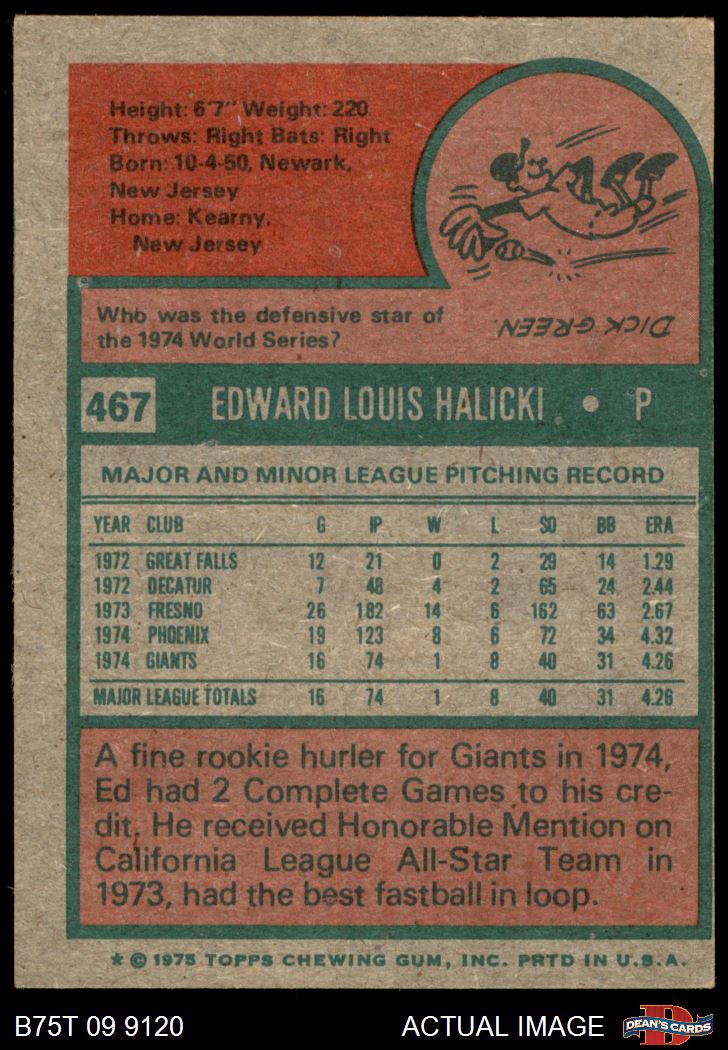 Height: 6'7" Weight: 220
Throws: Right Bats: Right
Born: 10-4-50, Newark,
New Jersey
Home: Kearny,
New Jersey
Who was the defensive star of
the 1974 World Series?
DICK GREEN.
467 EDWARD LOUIS HALICKI • P
MAJOR AND MINOR LEAGUE PITCHING RECORD
YEAR CLUB G IP W L SO BB ERA
1972 GREAT FALLS 12 21 0 2 29 14 1.29
1972 DECATUR 7 48 4 2 65 24 2.44
1973 FRESNO 26 182 14 6 162 63 2.67
1974 PHOENIX 19 123 8 6 72 34 4.32
1974 GIANTS 16 74 1 8 40 31 4.26
MAJOR LEAGUE TOTALS 16 74 1 8 40 31 4.26
A fine rookie hurler for Giants in 1974,
Ed had 2 Complete Games to his cre-
dit. He received Honorable Mention on
California League All-Star Team in
1973, had the best fastball in loop.
* © 1975 TOPPS CHEWING GUM, INC. PRTD IN U.S.A.
B75T 09 9120 ACTUAL IMAGE D DEAN'S CARDS